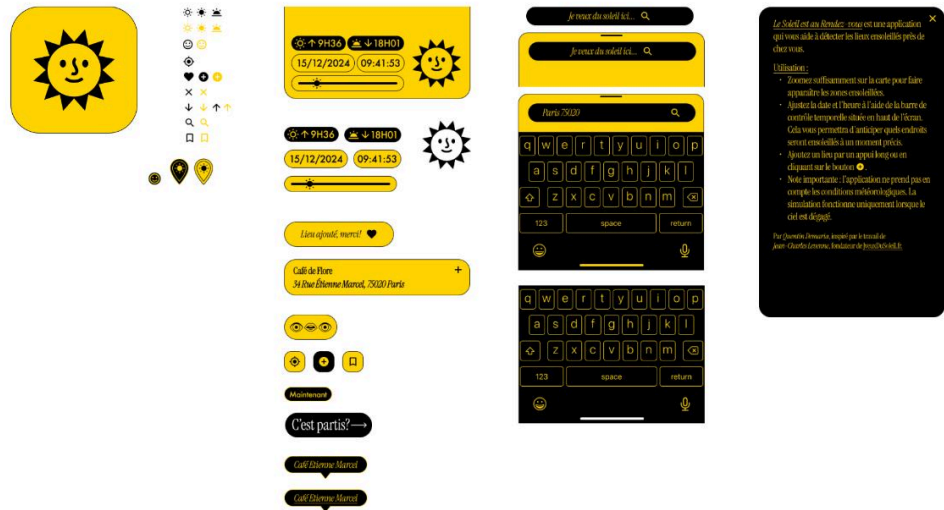 ↑ 9H36 ↓ 18H01
15/12/2024 09:41:53
↑ 9H36 ↓ 18H01
15/12/2024 09:41:53
Lieu ajouté, merci!
Café de Flore
34 Rue Étienne Marcel, 75020 Paris
Maintenant
C'est partis? →
Café Etienne Marcel
Café Etienne Marcel
Je veux du soleil ici...
Je veux du soleil ici...
Paris 75020
q w e r t y u i o p
a s d f g h j k l
z x c v b n m
123 space return
q w e r t y u i o p
a s d f g h j k l
z x c v b n m
123 space return
Le Soleil est au Rendez-vous est une application
qui vous aide à détecter les lieux ensoleillés près de
chez vous.
Utilisation :
• Zoomez suffisamment sur la carte pour faire
apparaître les zones ensoleillées.
• Ajustez la date et l'heure à l'aide de la barre de
contrôle temporelle située en haut de l'écran.
Cela vous permettra d'anticiper quels endroits
seront ensoleillés à un moment précis.
• Ajoutez un lieu par un appui long ou en
cliquant sur le bouton
• Note importante : l'application ne prend pas en
compte les conditions météorologiques. La
simulation fonctionne uniquement lorsque le
ciel est dégagé.
Par Quentin, inspiré par le travail de
Jean-Charles Levenne, fondateur de